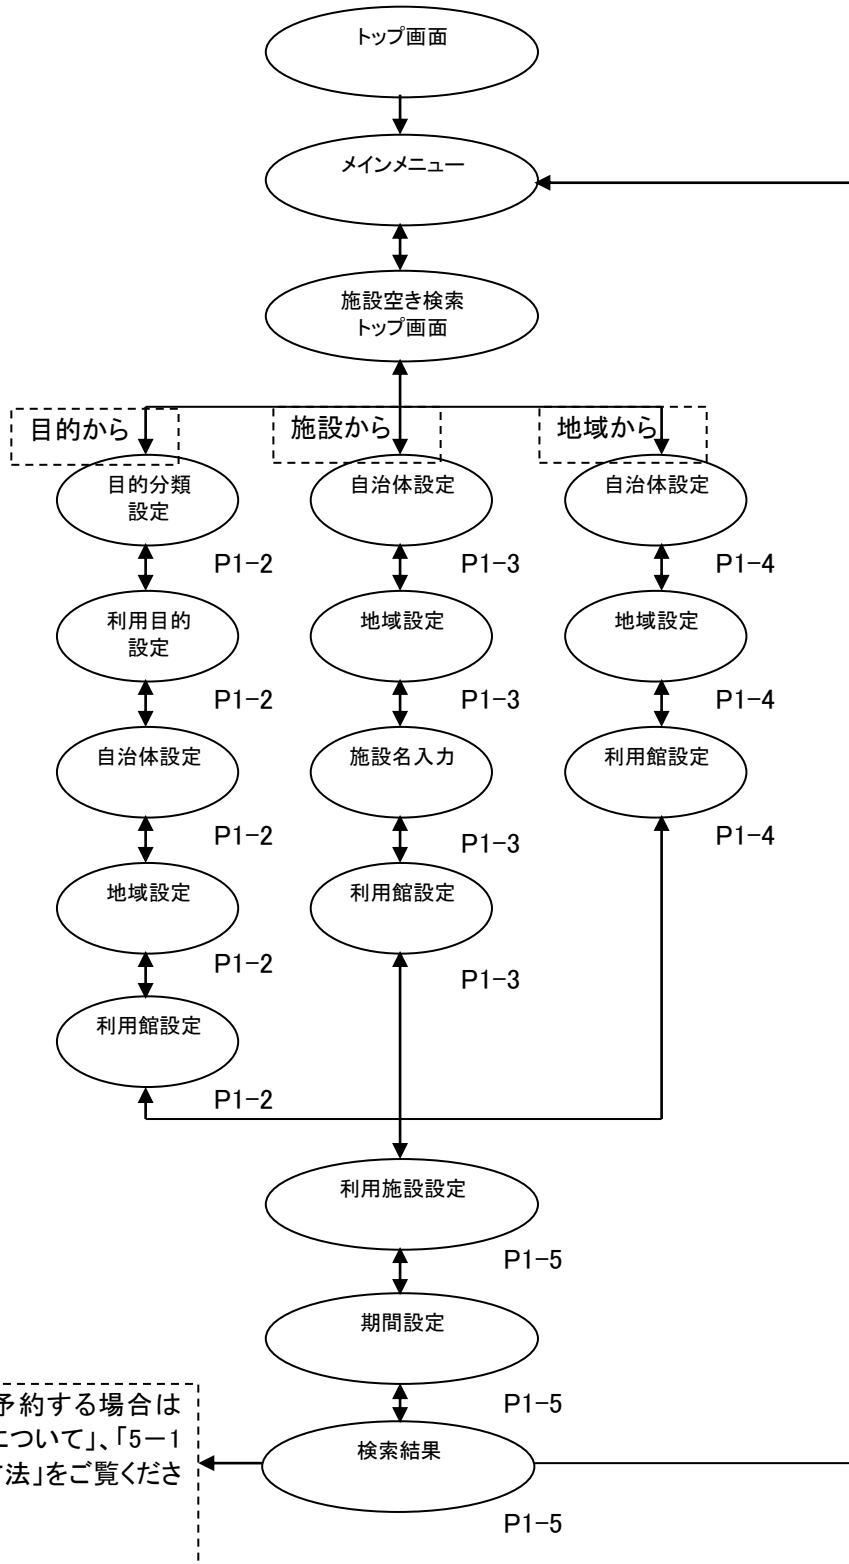 トップ画面
メインメニュー
施設空き検索
トップ画面
目的から
施設から
地域から
目的分類
設定
P1-2
利用目的
設定
P1-2
自治体設定
P1-2
地域設定
P1-2
利用館設定
P1-2
自治体設定
P1-3
地域設定
P1-3
施設名入力
P1-3
利用館設定
P1-3
自治体設定
P1-4
地域設定
P1-4
利用館設定
P1-4
利用施設設定
P1-5
期間設定
P1-5
検索結果
P1-5
予約する場合は
について」、「5－1
方法」をご覧くださ